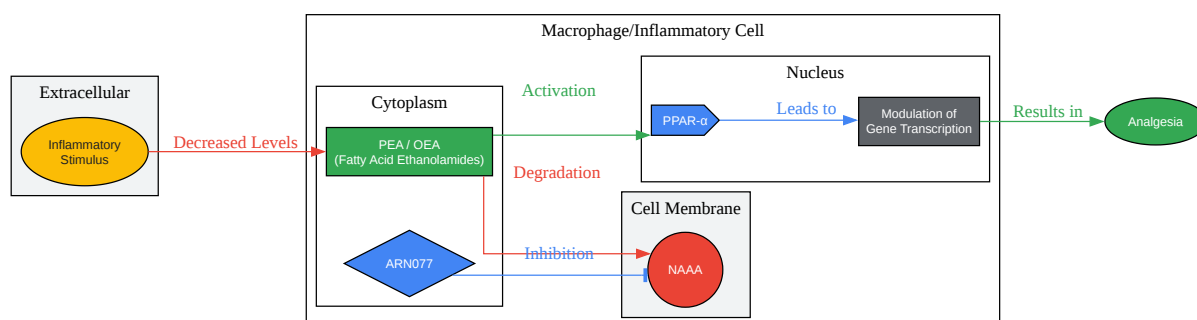 Macrophage/Inflammatory Cell
Extracellular
Inflammatory
Stimulus
Decreased Levels
Cytoplasm
PEA / OEA
(Fatty Acid Ethanolamides)
ARN077
Activation
Degradation
Inhibition
Nucleus
PPAR-α
Leads to
Modulation of
Gene Transcription
Cell Membrane
NAAA
Results in
Analgesia